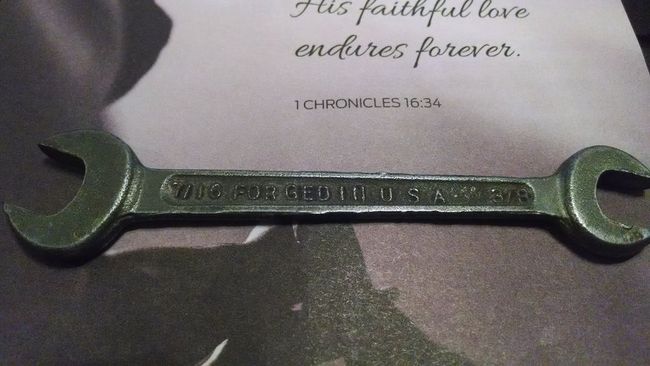 His faithful love
endures forever.
1 CHRONICLES 16:34
7/16 FORGED IN U S A 3/8